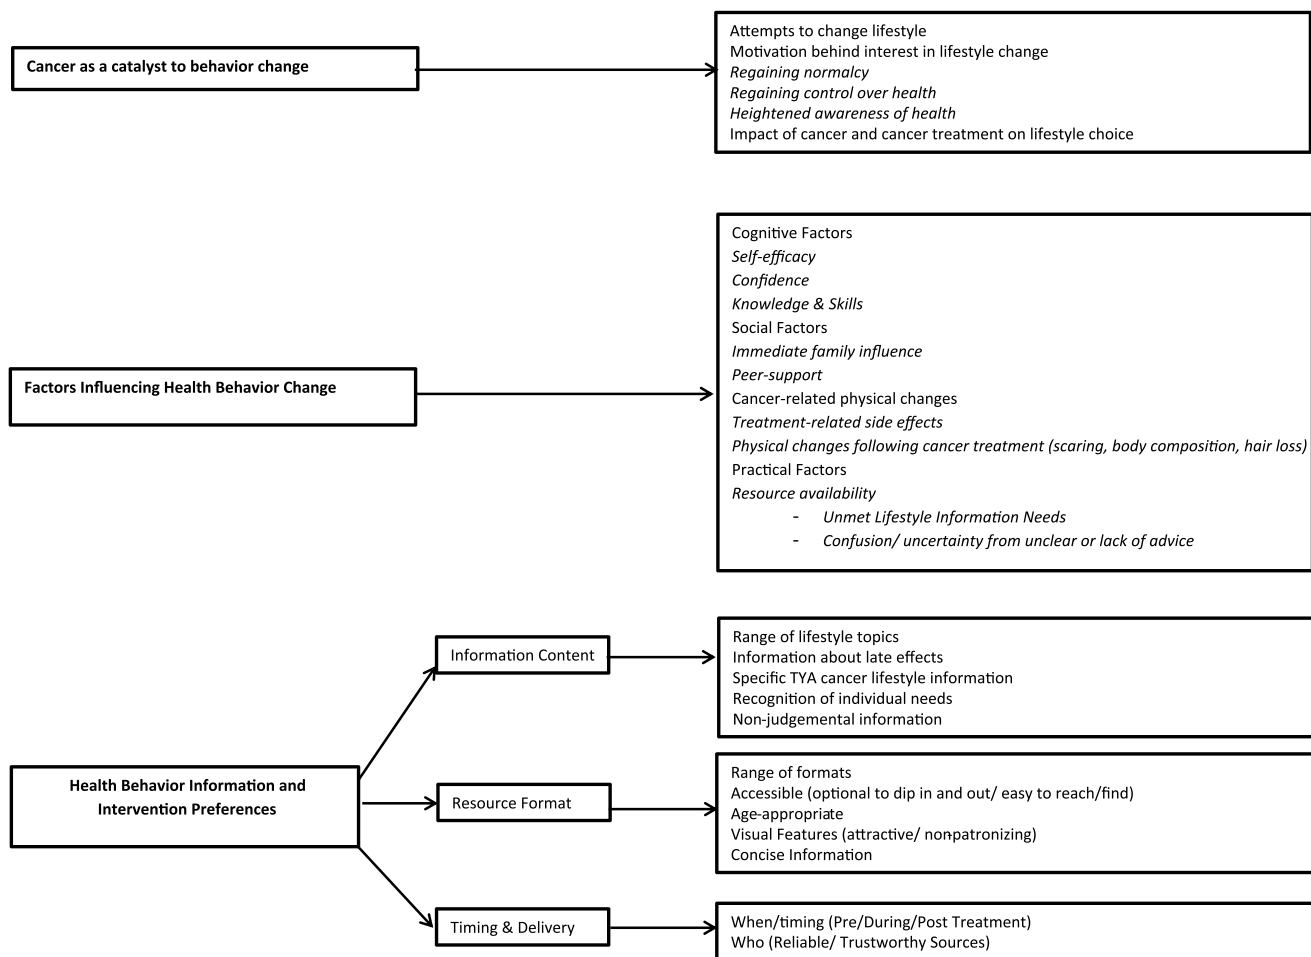 Cancer as a catalyst to behavior change
Attempts to change lifestyle
Motivation behind interest in lifestyle change
Regaining normalcy
Regaining control over health
Heightened awareness of health
Impact of cancer and cancer treatment on lifestyle choice
Factors Influencing Health Behavior Change
Cognitive Factors
Self-efficacy
Confidence
Knowledge & Skills
Social Factors
Immediate family influence
Peer-support
Cancer-related physical changes
Treatment-related side effects
Physical changes following cancer treatment (scaring, body composition, hair loss)
Practical Factors
Resource availability
- Unmet Lifestyle Information Needs
- Confusion/ uncertainty from unclear or lack of advice
Health Behavior Information and
Intervention Preferences
Information Content
Range of lifestyle topics
Information about late effects
Specific TYA cancer lifestyle information
Recognition of individual needs
Non-judgemental information
Resource Format
Range of formats
Accessible (optional to dip in and out/ easy to reach/find)
Age-appropriate
Visual Features (attractive/ non-patronizing)
Concise Information
Timing & Delivery
When/timing (Pre/During/Post Treatment)
Who (Reliable/ Trustworthy Sources)